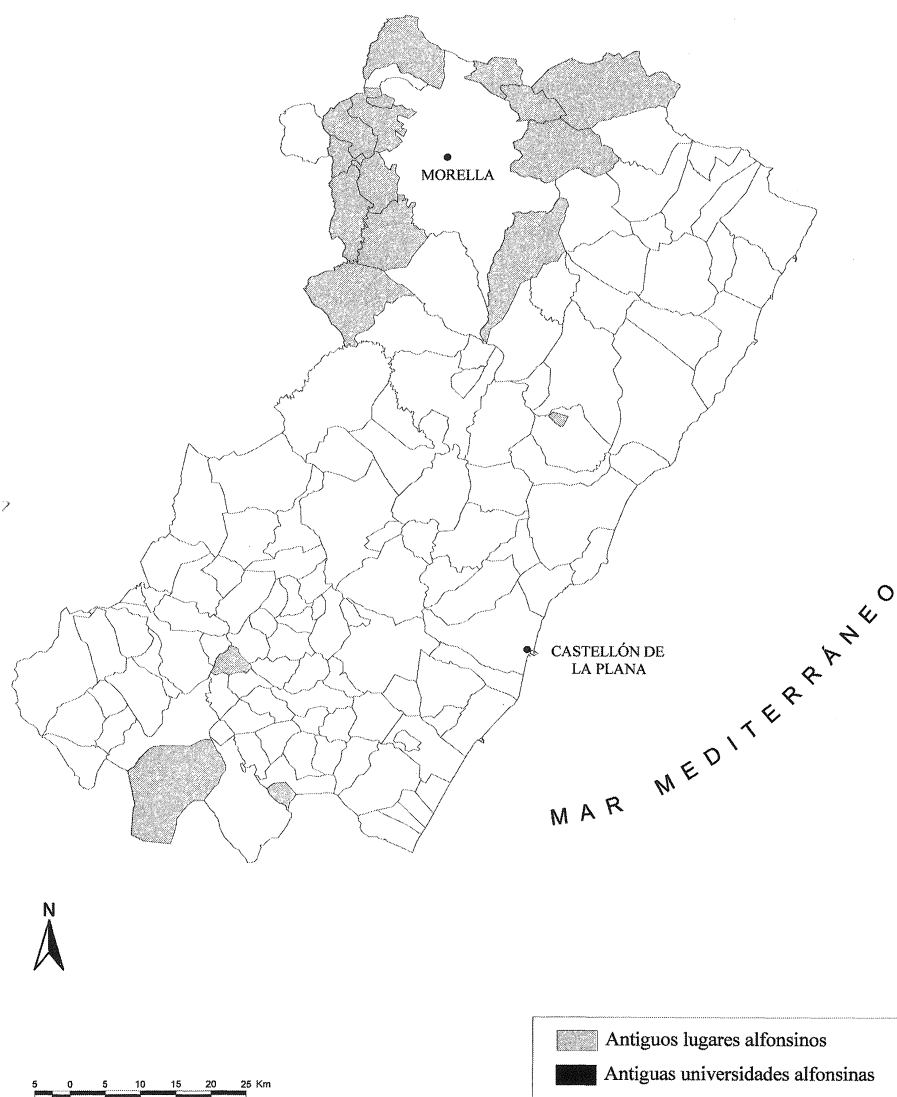 MORELLA
CASTELLÓN DE
LA PLANA
MAR MEDITERRÁNEO
N
5 0 5 10 15 20 25 Km
Antiguos lugares alfonsinos
Antiguas universidades alfonsinas